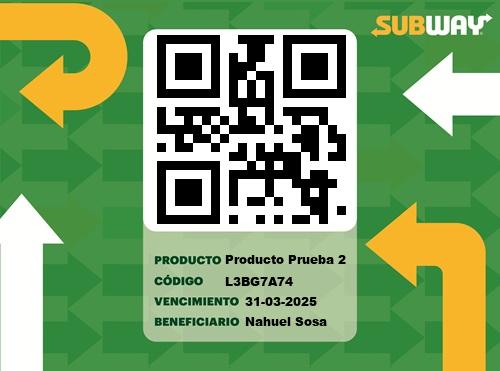 SUBWAY
PRODUCTO Producto Prueba 2
CÓDIGO L3BG7A74
VENCIMIENTO 31-03-2025
BENEFICIARIO Nahuel Sosa